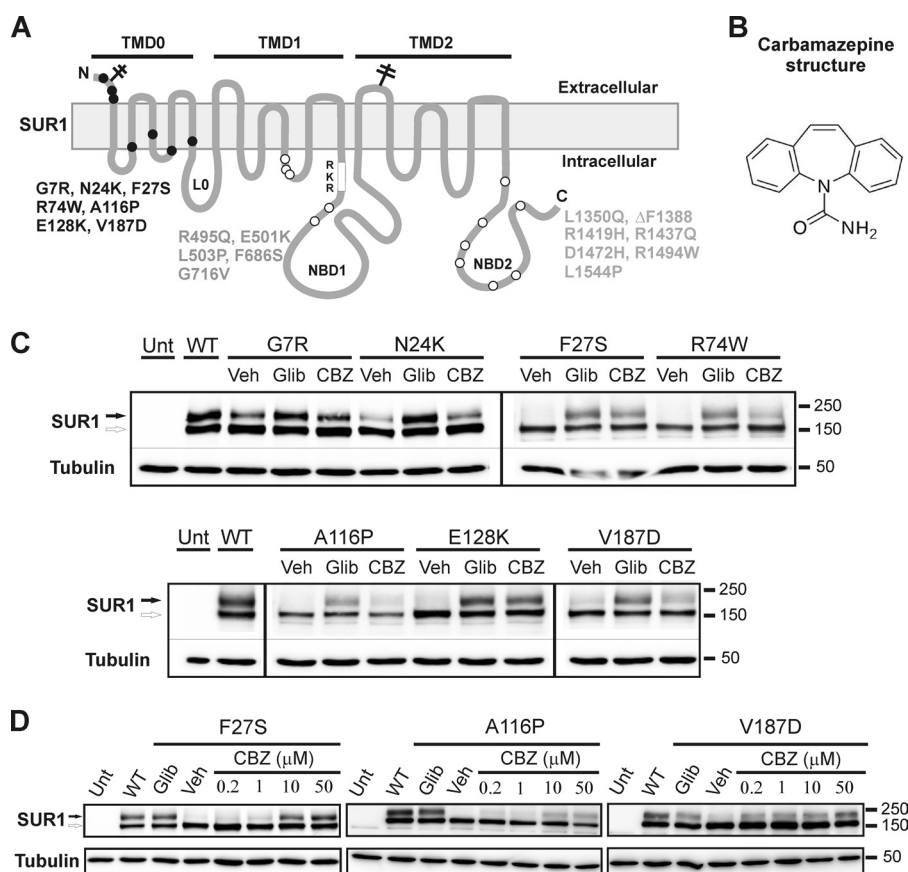 A
TMD0 TMD1 TMD2
N
Extracellular
SUR1
Intracellular
L0
R
K
R
C
G7R, N24K, F27S
R74W, A116P
E128K, V187D
R495Q, E501K
L503P, F686S
G716V
NBD1
NBD2
L1350Q, ΔF1388
R1419H, R1437Q
D1472H, R1494W
L1544P
B
Carbamazepine
structure
N
O
NH2
C
Unt WT G7R N24K F27S R74W
Veh Glib CBZ Veh Glib CBZ Veh Glib CBZ Veh Glib CBZ
SUR1
250
150
Tubulin
50
Unt WT A116P E128K V187D
Veh Glib CBZ Veh Glib CBZ Veh Glib CBZ
SUR1
250
150
Tubulin
50
D
F27S A116P V187D
Unt WT Glib Veh CBZ (μM) Unt WT Glib Veh CBZ (μM) Unt WT Glib Veh CBZ (μM)
0.2 1 10 50 0.2 1 10 50 0.2 1 10 50
SUR1
250
150
Tubulin
50